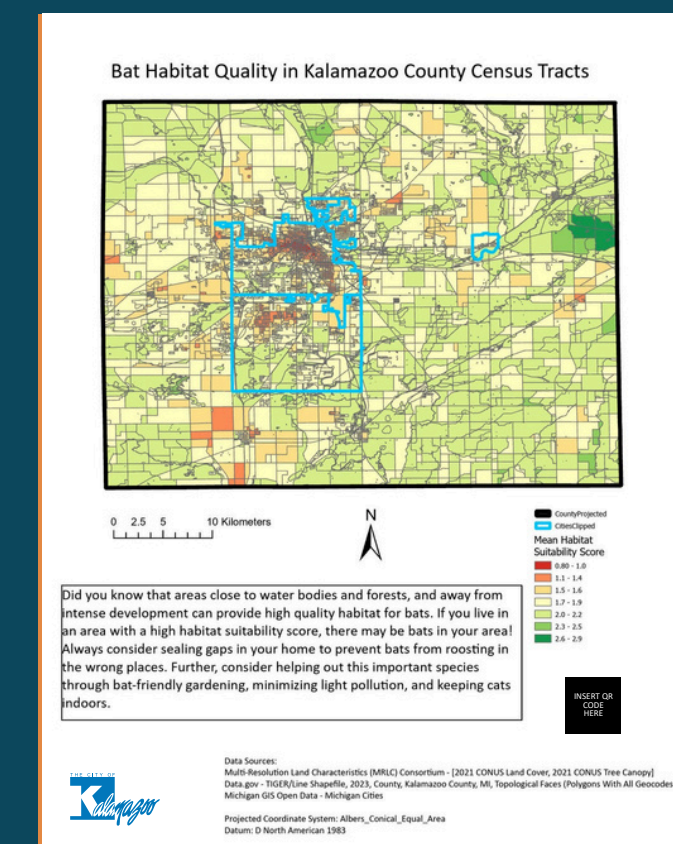 Bat Habitat Quality in Kalamazoo County Census Tracts
0 2.5 5 10 Kilometers
N
CountyProjected
CitiesClipped
Mean Habitat
Suitability Score
0.80 - 1.0
1.1 - 1.4
1.5 - 1.6
1.7 - 1.9
2.0 - 2.2
2.3 - 2.5
2.6 - 2.9
Did you know that areas close to water bodies and forests, and away from
intense development can provide high quality habitat for bats. If you live in
an area with a high habitat suitability score, there may be bats in your area!
Always consider sealing gaps in your home to prevent bats from roosting in
the wrong places. Further, consider helping out this important species
through bat-friendly gardening, minimizing light pollution, and keeping cats
indoors.
INSERT QR
CODE
HERE
THE CITY OF
Kalamazoo
Data Sources:
Multi-Resolution Land Characteristics (MRLC) Consortium - [2021 CONUS Land Cover, 2021 CONUS Tree Canopy]
Data.gov - TIGER/Line Shapefile, 2023, County, Kalamazoo County, MI, Topological Faces (Polygons With All Geocodes
Michigan GIS Open Data - Michigan Cities
Projected Coordinate System: Albers_Conical_Equal_Area
Datum: D North American 1983